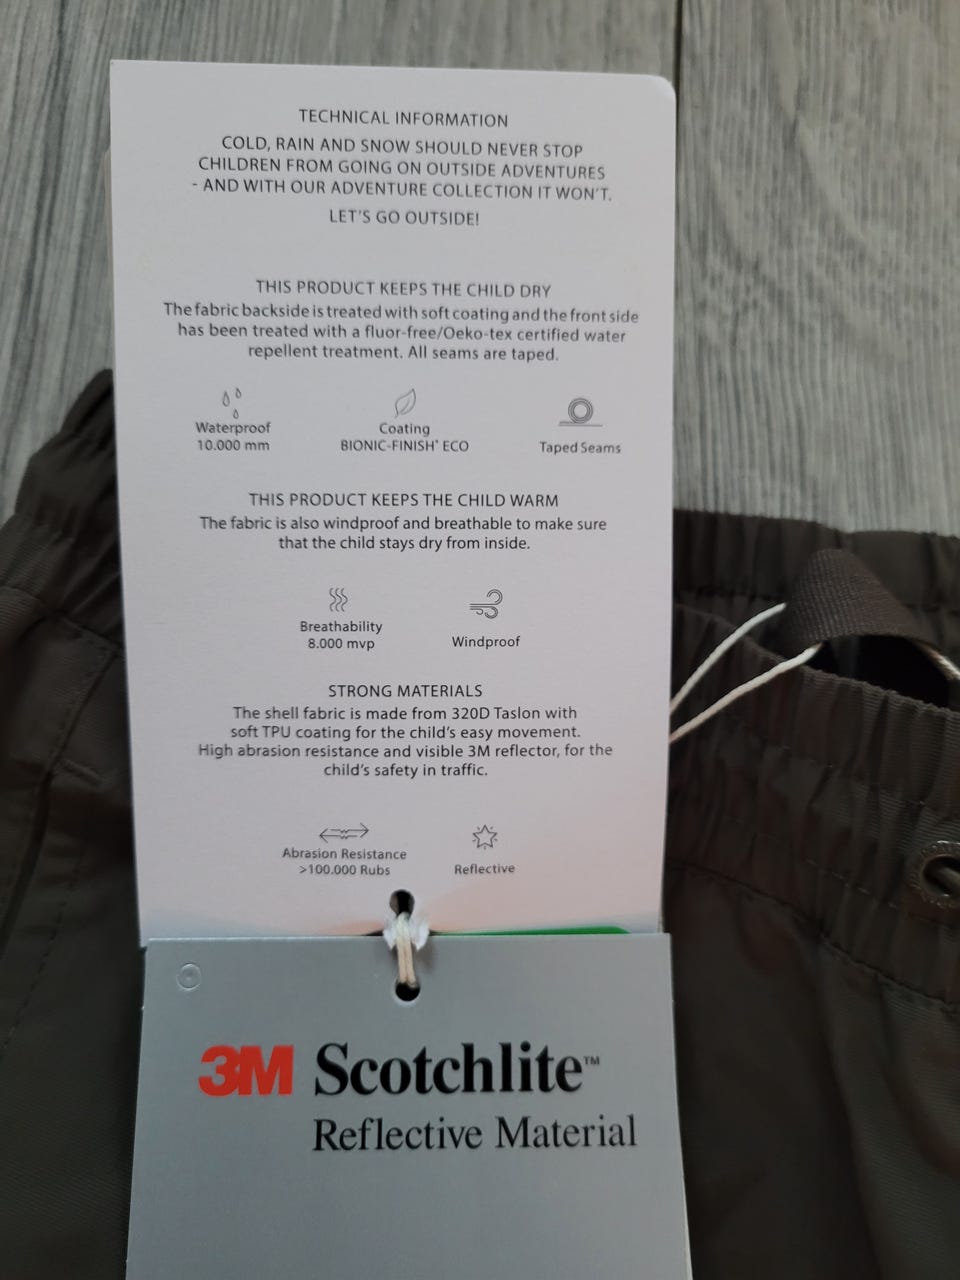 TECHNICAL INFORMATION
COLD, RAIN AND SNOW SHOULD NEVER STOP
CHILDREN FROM GOING ON OUTSIDE ADVENTURES
- AND WITH OUR ADVENTURE COLLECTION IT WON'T.
LET'S GO OUTSIDE!
THIS PRODUCT KEEPS THE CHILD DRY
The fabric backside is treated with soft coating and the front side
has been treated with a fluor-free/Oeko-tex certified water
repellent treatment. All seams are taped.
Waterproof
10.000 mm
Coating
BIONIC-FINISH® ECO
Taped Seams
THIS PRODUCT KEEPS THE CHILD WARM
The fabric is also windproof and breathable to make sure
that the child stays dry from inside.
Breathability
8.000 mvp
Windproof
STRONG MATERIALS
The shell fabric is made from 320D Taslon with
soft TPU coating for the child's easy movement.
High abrasion resistance and visible 3M reflector, for the
child's safety in traffic.
Abrasion Resistance
>100.000 Rubs
Reflective
3M Scotchlite™
Reflective Material